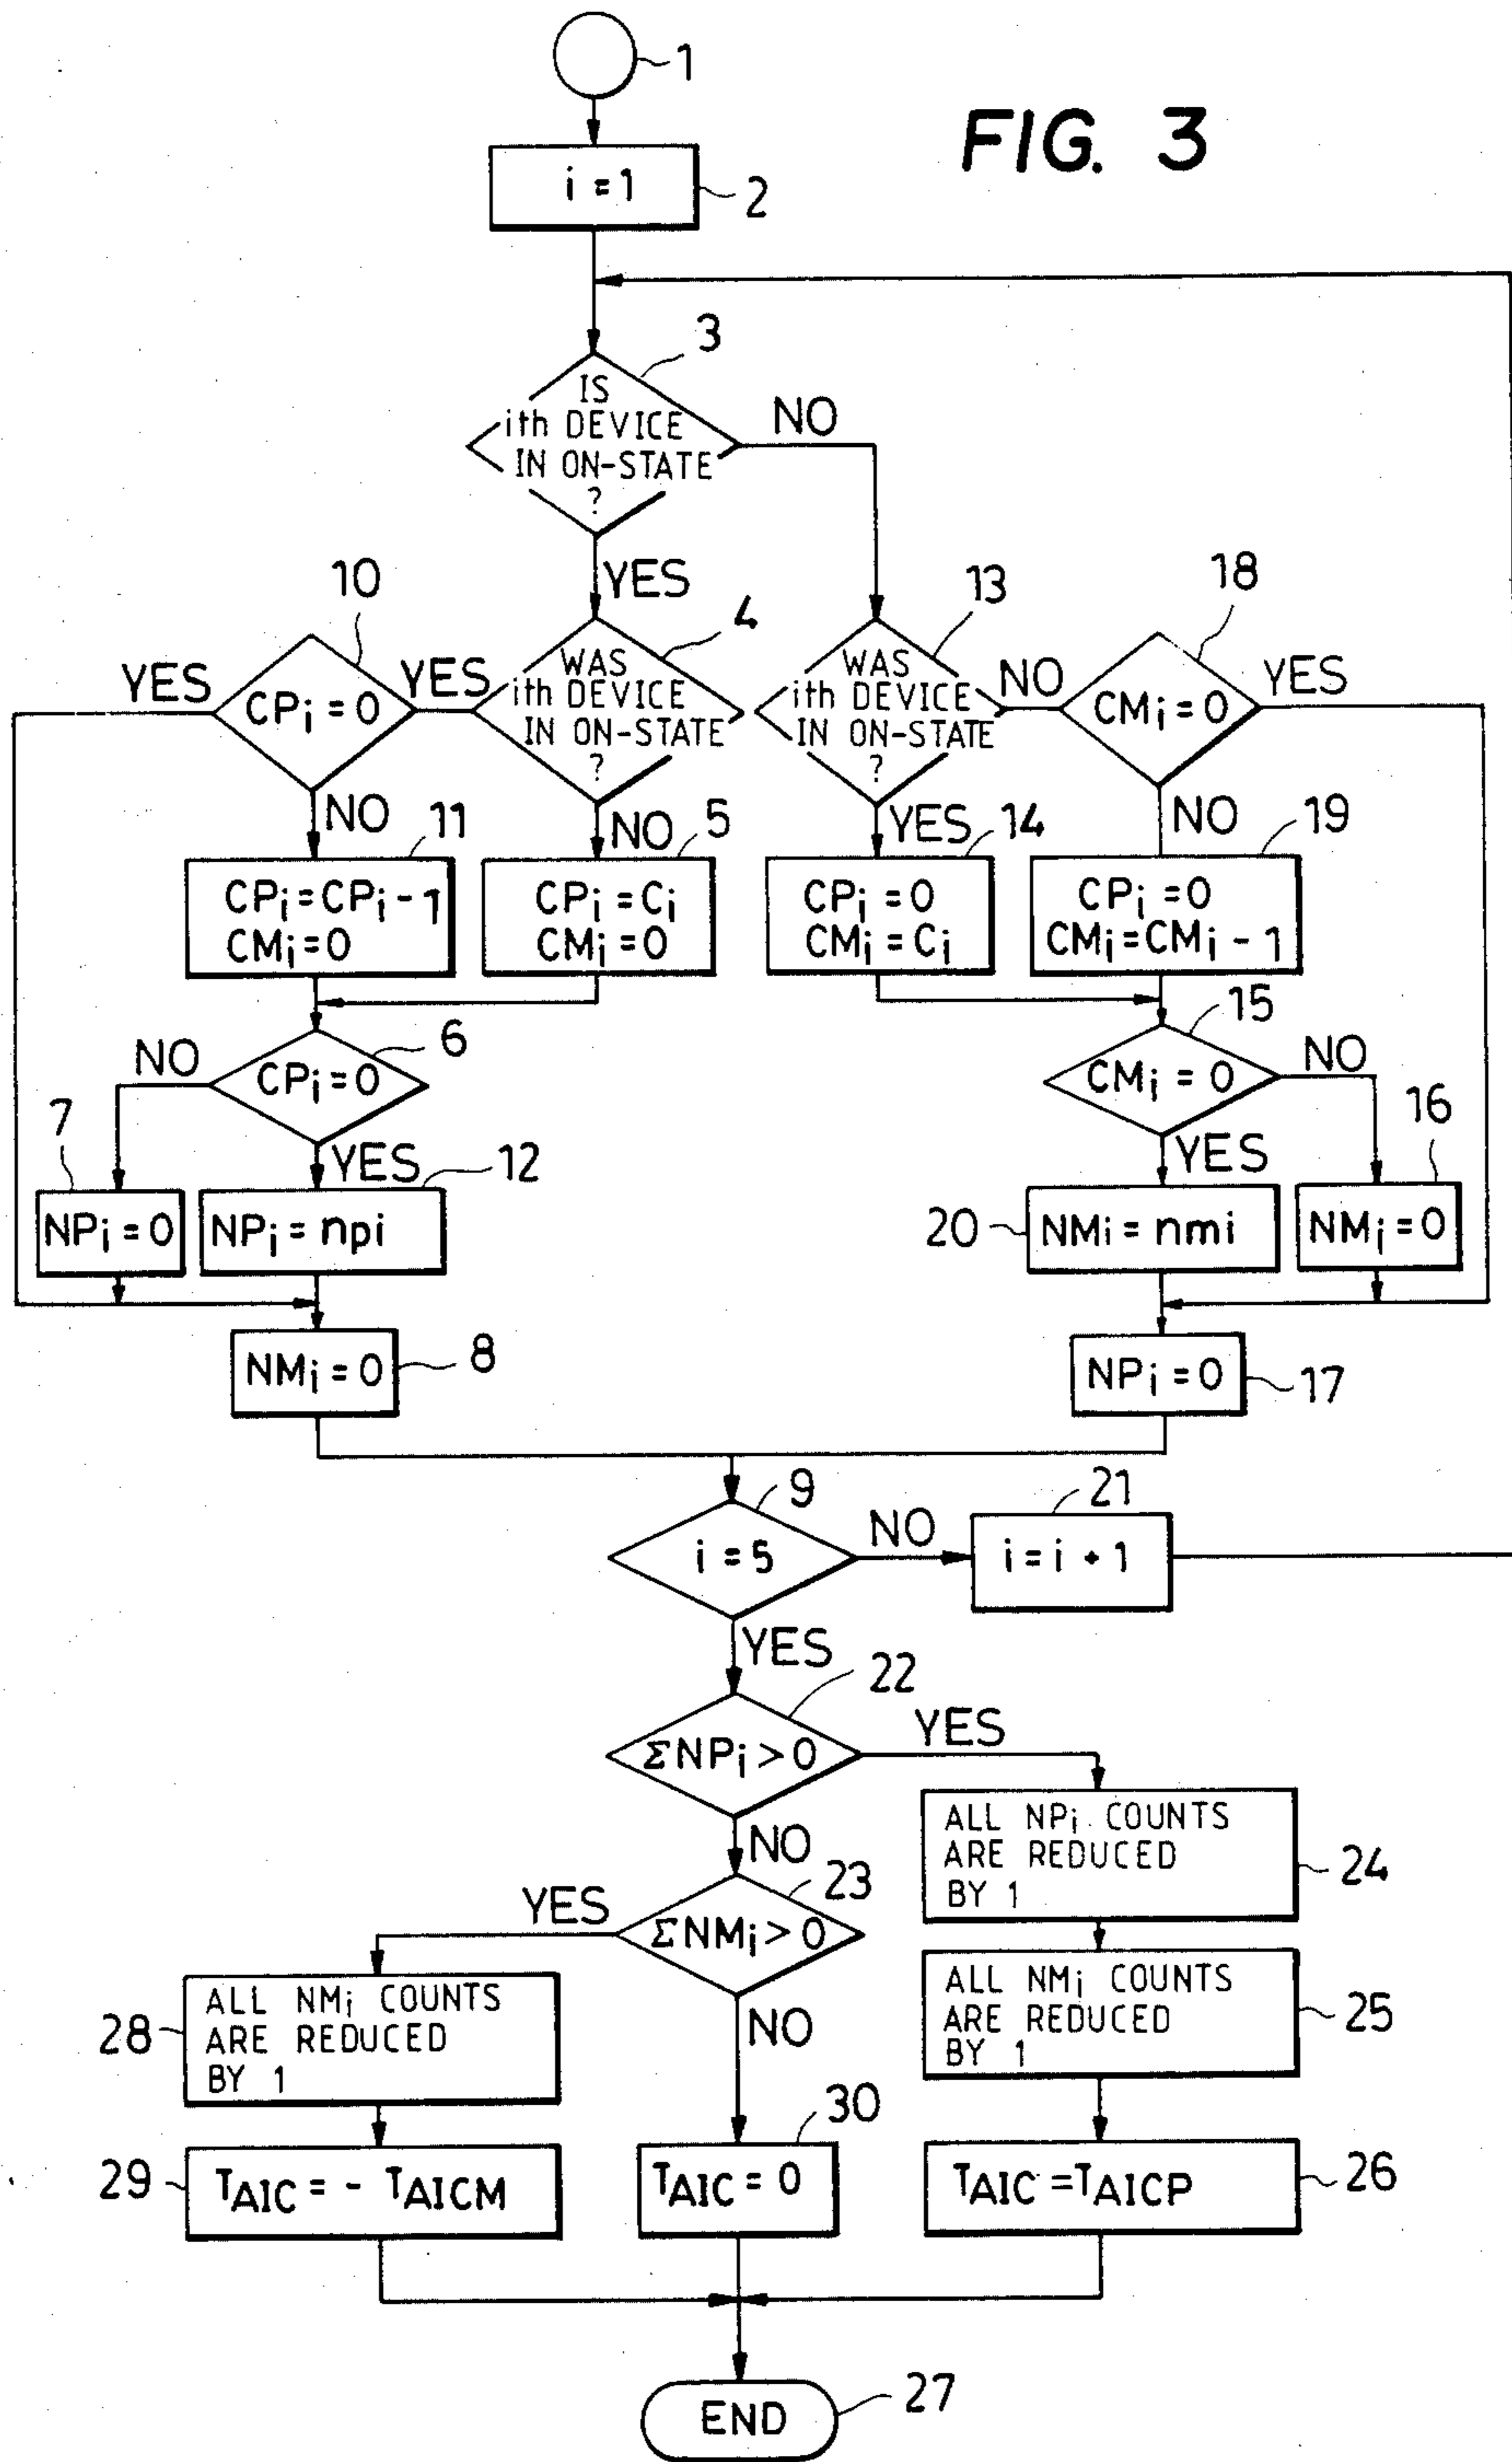 1
FIG. 3
i = 1
2
3
IS
ith DEVICE
IN ON-STATE
?
NO
YES
10
4
13
18
YES
CPi = 0
YES
WAS
ith DEVICE
IN ON-STATE
?
WAS
ith DEVICE
IN ON-STATE
?
NO
CMi = 0
YES
NO
11
NO
5
YES
14
NO
19
CPi = CPi - 1
CMi = 0
CPi = Ci
CMi = 0
CPi = 0
CMi = Ci
CPi = 0
CMi = CMi - 1
6
15
NO
CPi = 0
CMi = 0
NO
7
YES
12
YES
16
NPi = 0
NPi = npi
20
NMi = nmi
NMi = 0
NMi = 0
8
NPi = 0
17
9
21
i = 5
NO
i = i + 1
YES
22
ΣNPi > 0
YES
NO
ALL NPi COUNTS
ARE REDUCED
BY 1
24
23
YES
ΣNMi > 0
28
ALL NMi COUNTS
ARE REDUCED
BY 1
NO
ALL NMi COUNTS
ARE REDUCED
BY 1
25
30
29
TAIC = - TAICM
TAIC = 0
TAIC = TAICP
26
END
27